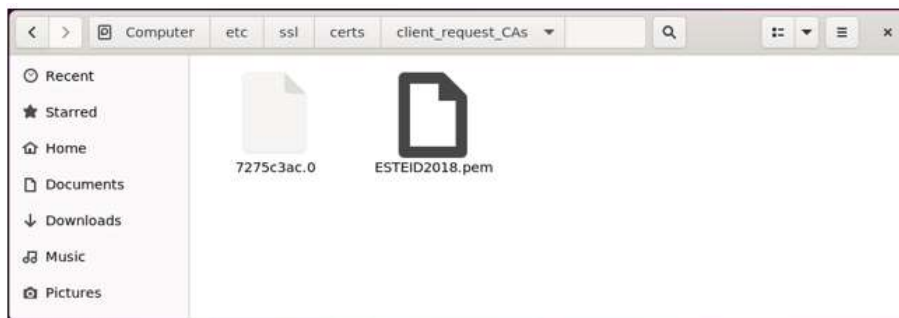 Computer etc ssl certs client_request_CAs
Recent
Starred
Home
Documents
Downloads
Music
Pictures
7275c3ac.0 ESTEID2018.pem